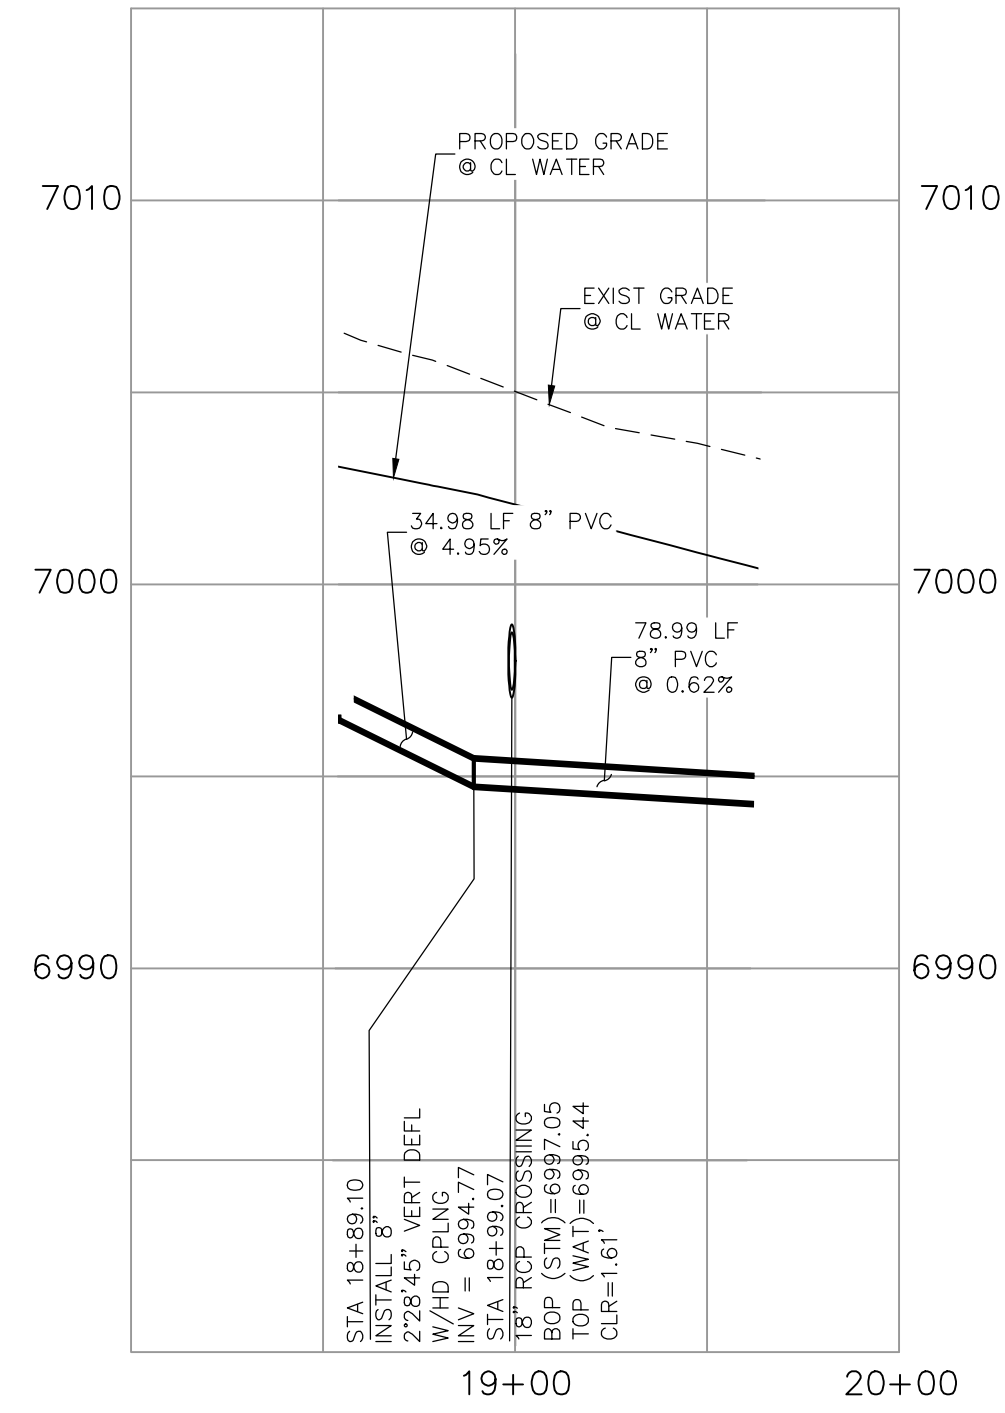 PROPOSED GRADE
@ CL WATER
7010
7010
EXIST GRADE
@ CL WATER
34.98 LF 8" PVC
@ 4.95%
7000
7000
78.99 LF
8" PVC
@ 0.62%
6990
6990
STA 18+89.10
INSTALL 8"
2°28'45" VERT DEFL
W/HD CPLNG
INV = 6994.77
STA 18+99.07
18" RCP CROSSIING
BOP (STM)=6997.05
TOP (WAT)=6995.44
CLR=1.61'
19+00
20+00